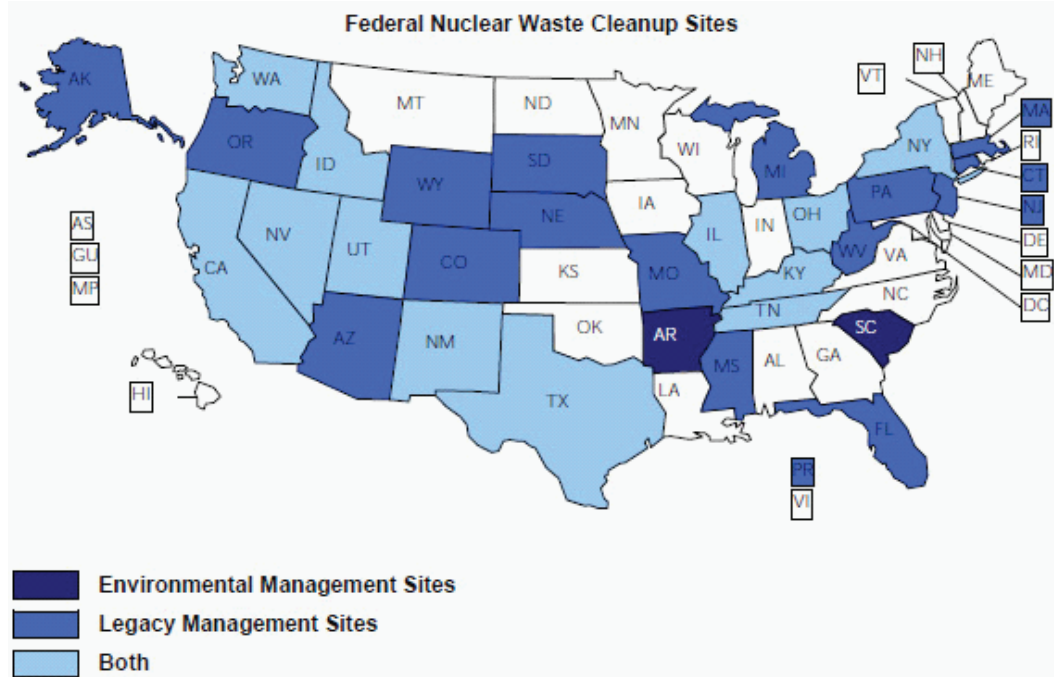 Federal Nuclear Waste Cleanup Sites
AK
WA
MT
ND
MN
VT
NH
ME
MA
RI
CT
NJ
DE
MD
DC
OR
ID
WY
SD
WI
MI
NY
PA
IA
NE
IL
IN
OH
WV
VA
AS
GU
MP
CA
NV
UT
CO
KS
MO
KY
NC
TN
AZ
NM
OK
AR
SC
MS
AL
GA
LA
TX
HI
FL
PR
VI
Environmental Management Sites
Legacy Management Sites
Both